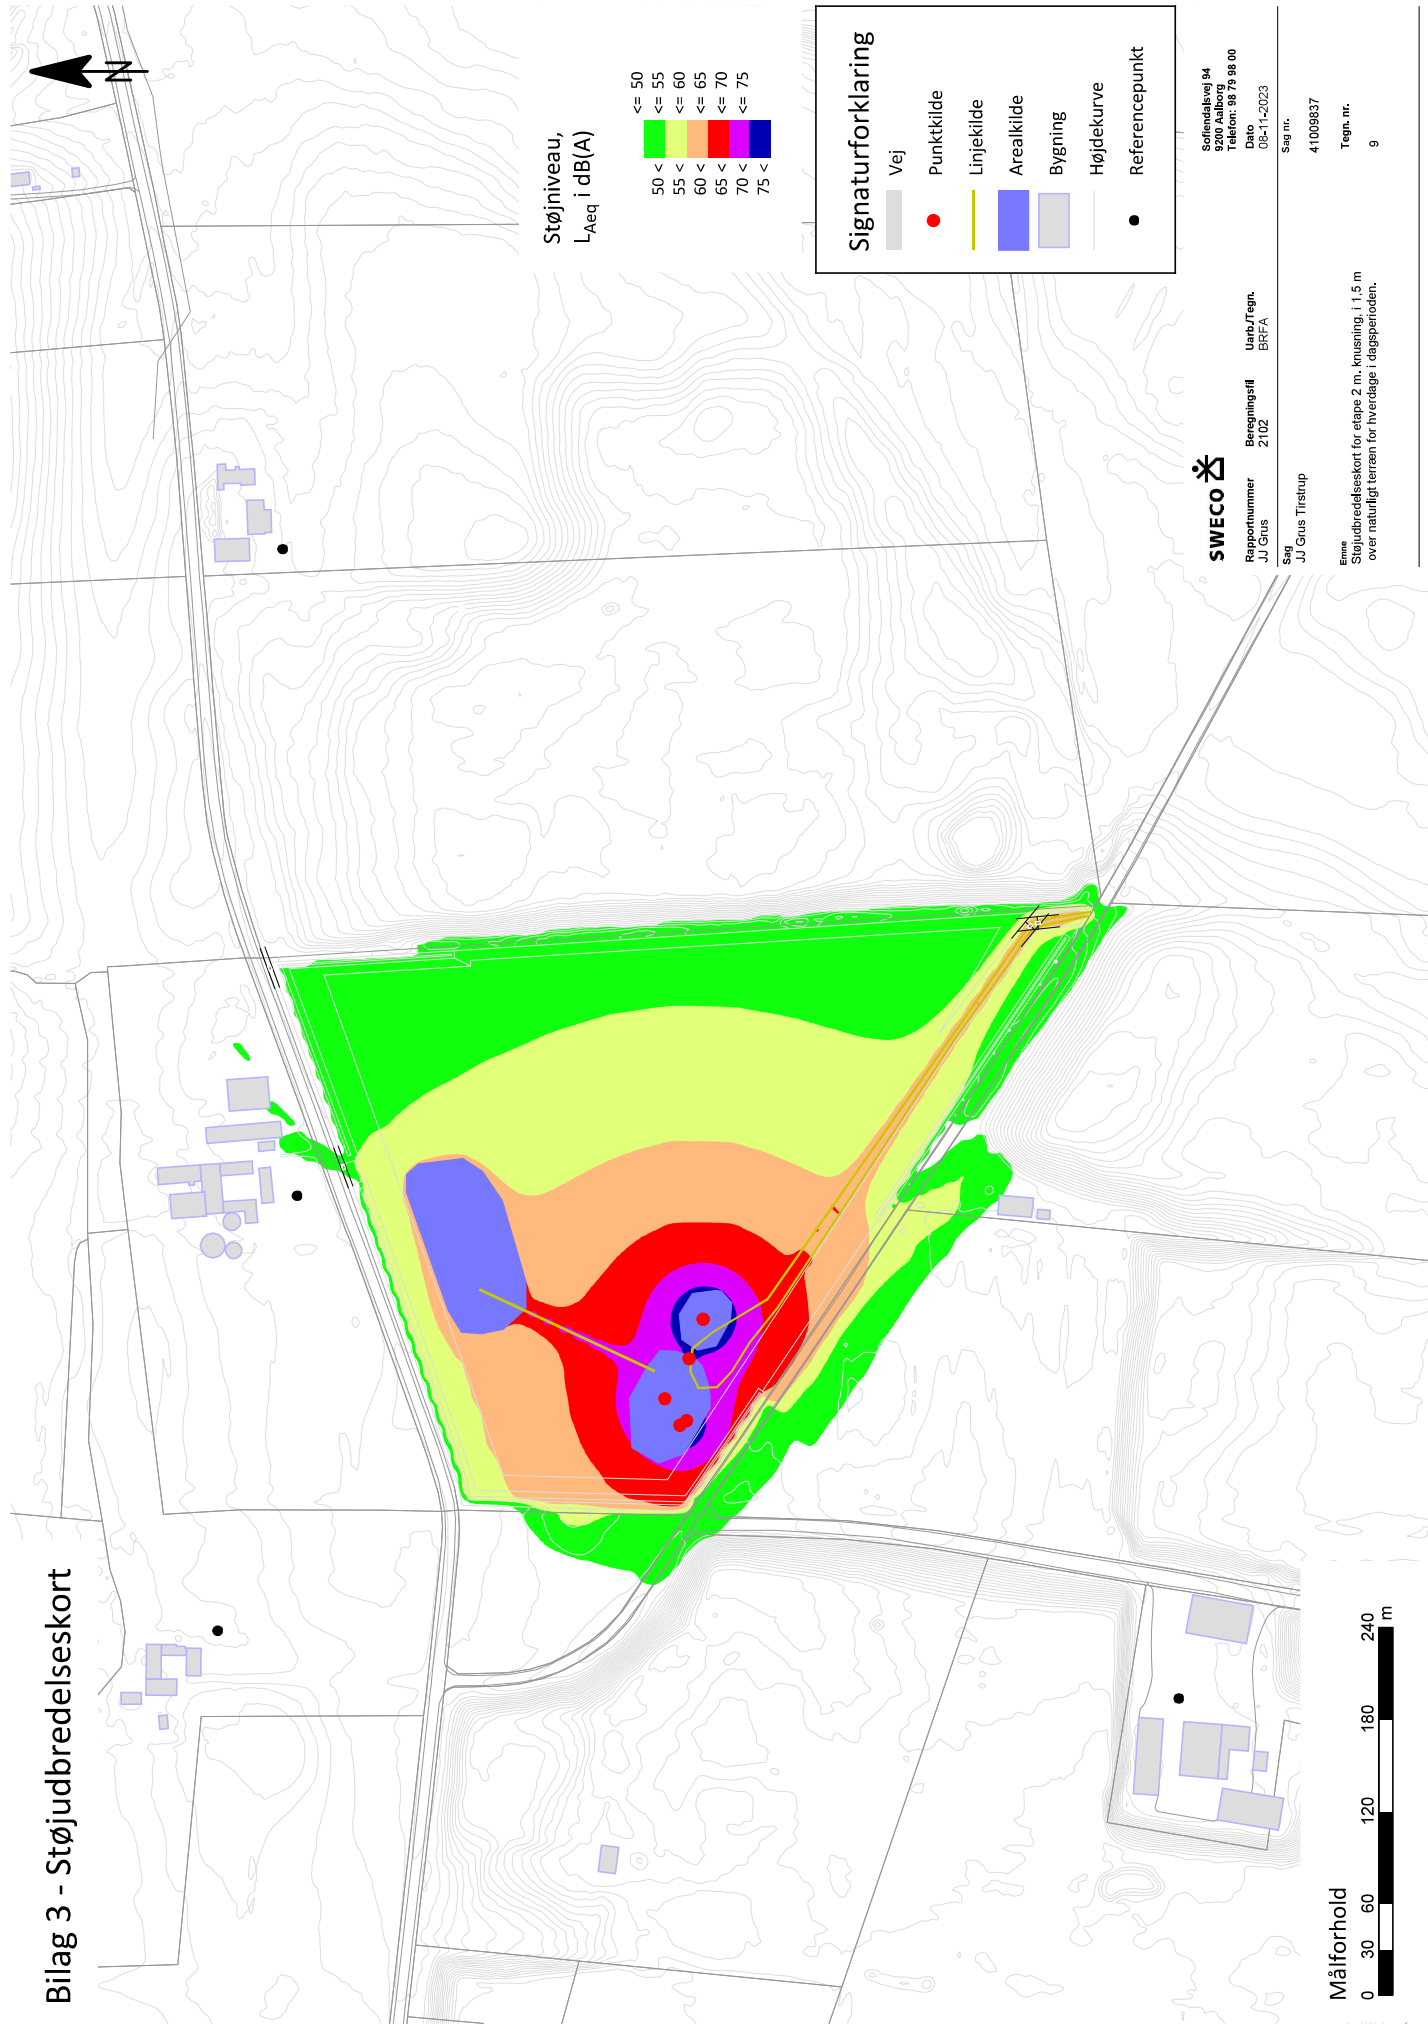 Bilag 3 - Støjudbredelseskort
N
Støjniveau,
LAeq i dB(A)
<= 50
50 < <= 55
55 < <= 60
60 < <= 65
65 < <= 70
70 < <= 75
75 <
Signaturforklaring
Vej
Punktkilde
Linjekilde
Arealkilde
Bygning
Højdekurve
Referencepunkt
Målforhold
0 30 60 120 180 240
m
SWECO
Sofiendalsvej 94
9200 Aalborg
Telefon: 98 79 98 00
Rapportnummer Beregningsfil Uarb./Tegn. Dato
JJ Grus 2102 BRFA 08-11-2023
Sag Sag nr.
JJ Grus Tirstrup 41009837
Emne Tegn. nr.
Støjudbredelseskort for etape 2 m. knusning, i 1,5 m
over naturligt terræn for hverdage i dagsperioden.
9